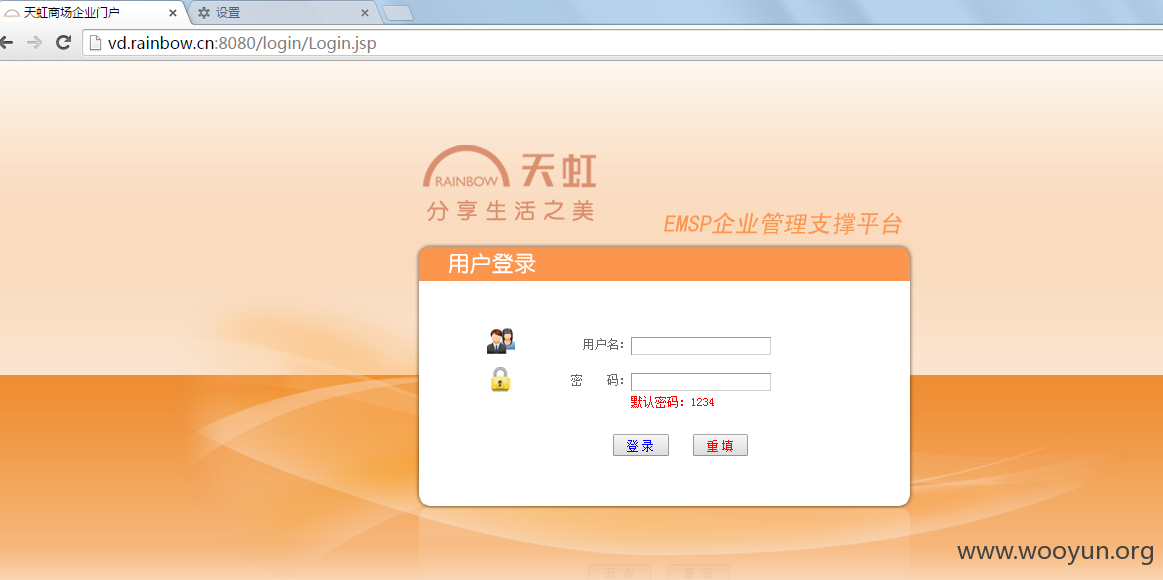 天虹商场企业门户
设置
vd.rainbow.cn:8080/login/Login.jsp
RAINBOW 天虹
分享生活之美
EMSP企业管理支撑平台
用户登录
用户名：
密 码：
默认密码：1234
登录 重填
www.wooyun.org